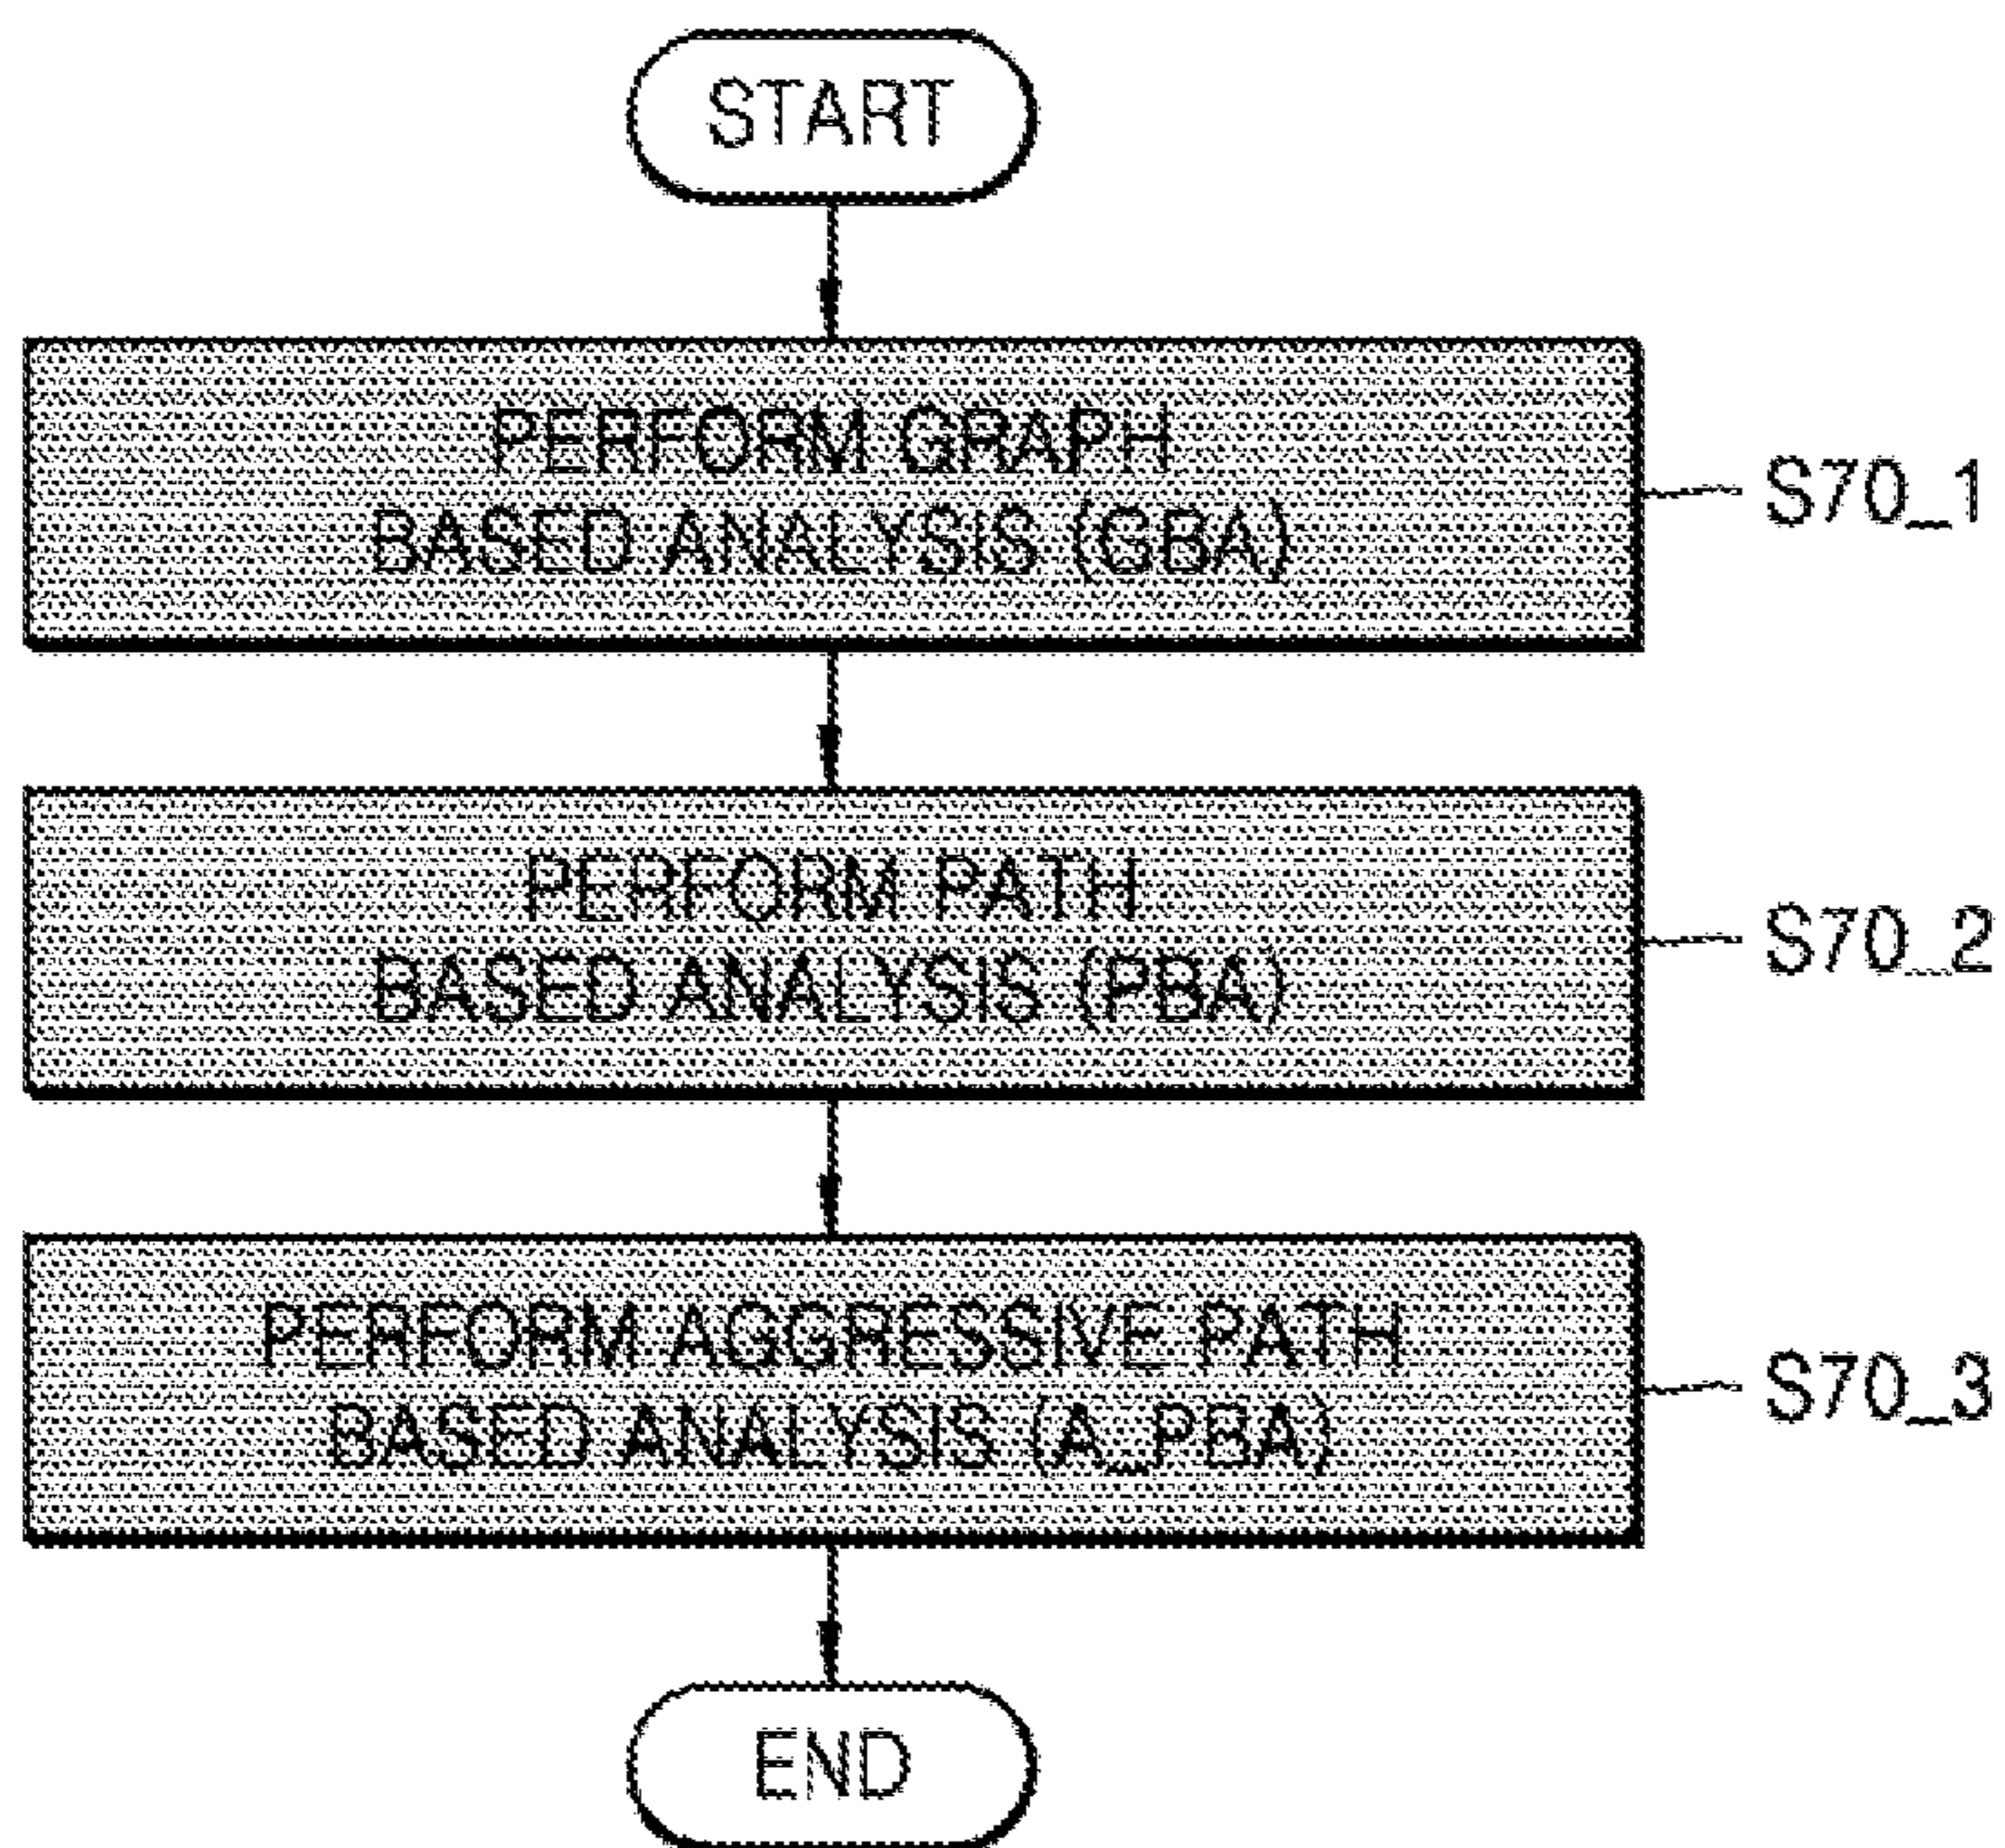 START
PERFORM GRAPH
BASED ANALYSIS (GBA)
S70_1
PERFORM PATH
BASED ANALYSIS (PBA)
S70_2
PERFORM AGGRESSIVE PATH
BASED ANALYSIS (A_PBA)
S70_3
END